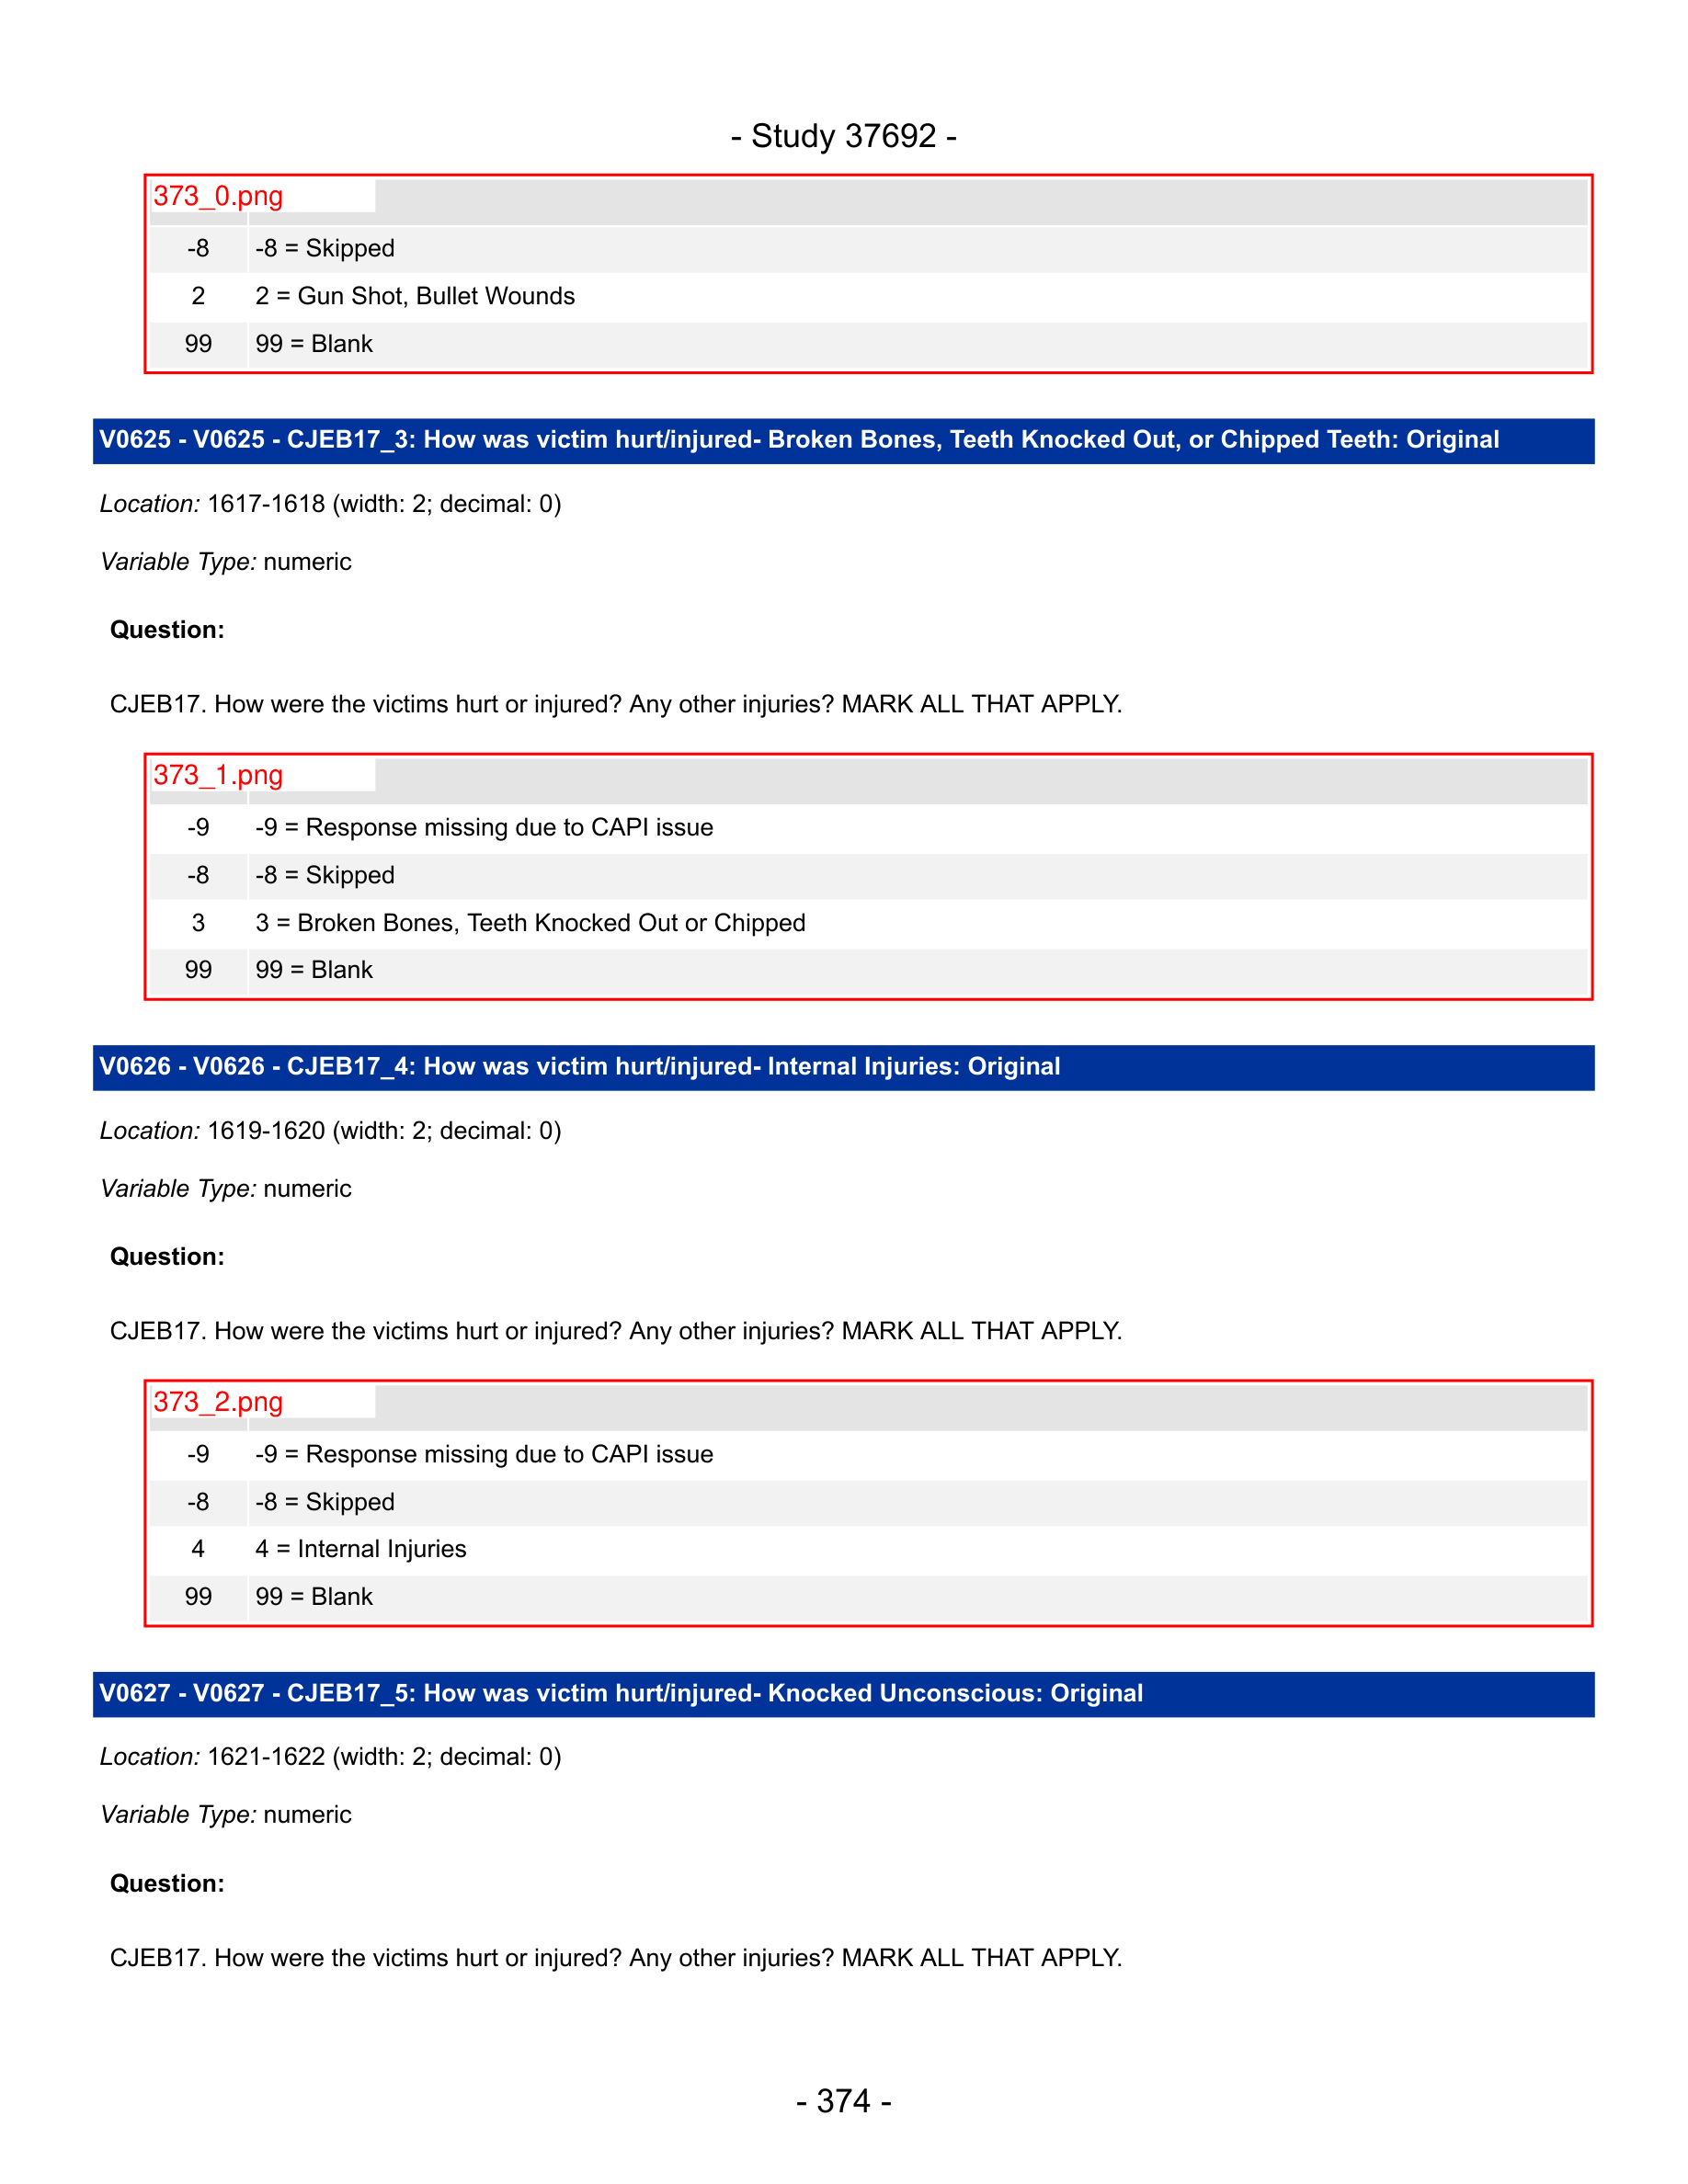 - Study 37692 -
373_0.png
-8 -8 = Skipped
2 2 = Gun Shot, Bullet Wounds
99 99 = Blank
V0625 - V0625 - CJEB17_3: How was victim hurt/injured- Broken Bones, Teeth Knocked Out, or Chipped Teeth: Original
Location: 1617-1618 (width: 2; decimal: 0)
Variable Type: numeric
Question:
CJEB17. How were the victims hurt or injured? Any other injuries? MARK ALL THAT APPLY.
373_1.png
-9 -9 = Response missing due to CAPI issue
-8 -8 = Skipped
3 3 = Broken Bones, Teeth Knocked Out or Chipped
99 99 = Blank
V0626 - V0626 - CJEB17_4: How was victim hurt/injured- Internal Injuries: Original
Location: 1619-1620 (width: 2; decimal: 0)
Variable Type: numeric
Question:
CJEB17. How were the victims hurt or injured? Any other injuries? MARK ALL THAT APPLY.
373_2.png
-9 -9 = Response missing due to CAPI issue
-8 -8 = Skipped
4 4 = Internal Injuries
99 99 = Blank
V0627 - V0627 - CJEB17_5: How was victim hurt/injured- Knocked Unconscious: Original
Location: 1621-1622 (width: 2; decimal: 0)
Variable Type: numeric
Question:
CJEB17. How were the victims hurt or injured? Any other injuries? MARK ALL THAT APPLY.
- 374 -